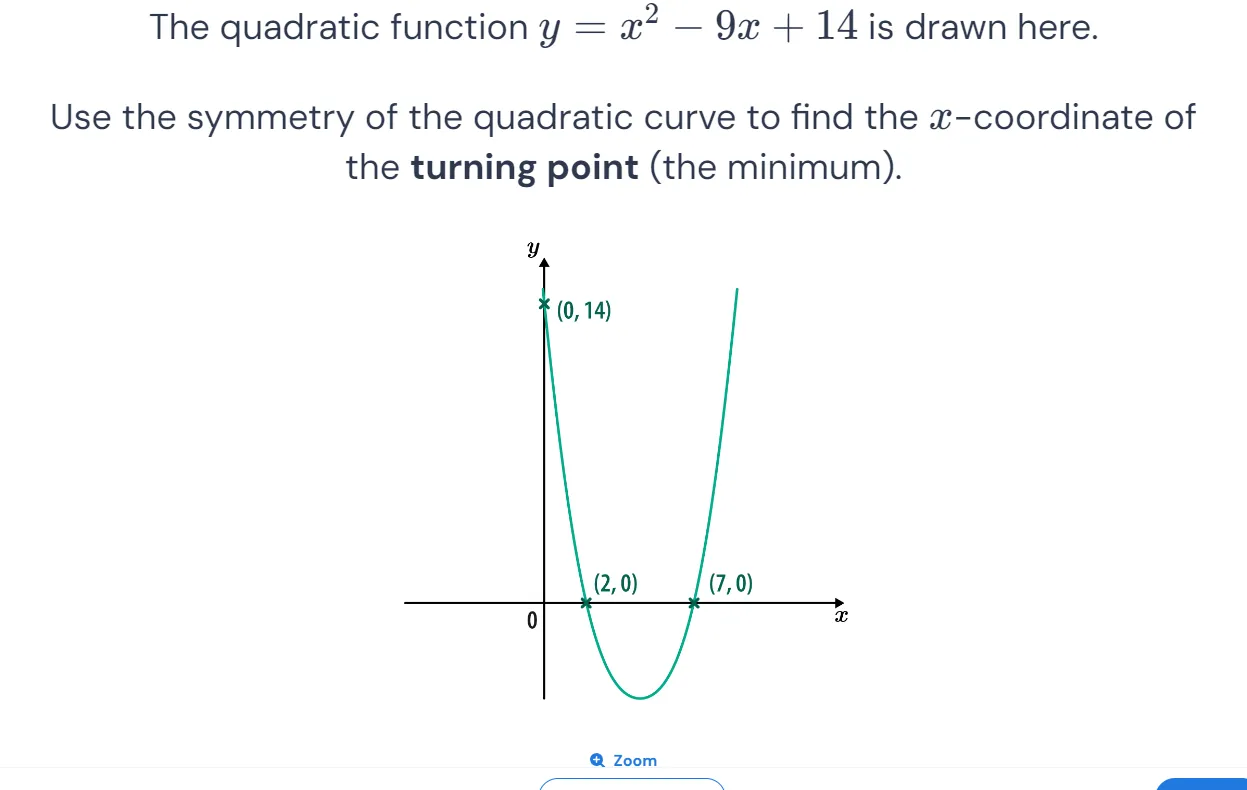 The quadratic function y = x² − 9x + 14 is drawn here.
Use the symmetry of the quadratic curve to find the x-coordinate of
the turning point (the minimum).
y
(0, 14)
(2, 0)
(7, 0)
0
x
Zoom